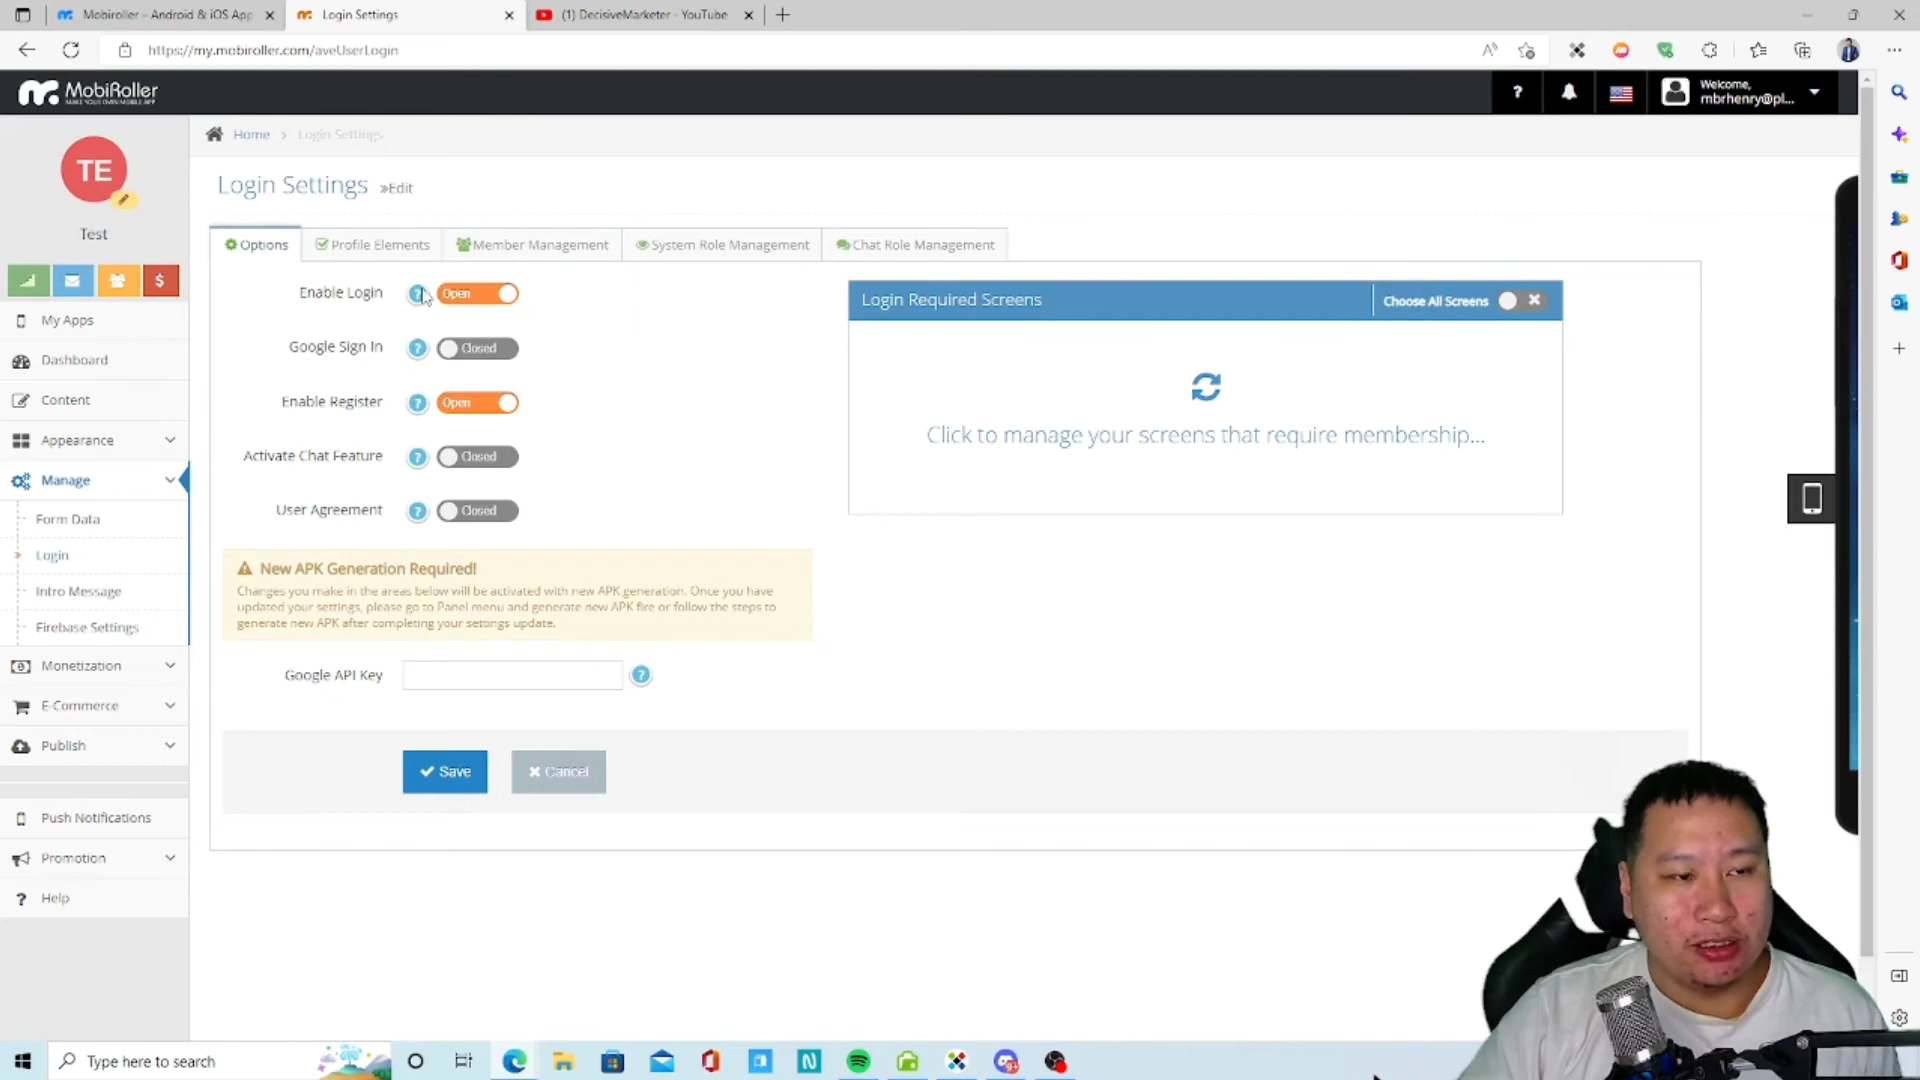 Mobiroller – Android & iOS App
Login Settings
(1) DecisiveMarketer - YouTube
https://my.mobiroller.com/aveUserLogin
MobiRoller
MAKE YOUR OWN MOBILE APP
?
Welcome,
mbrhenry@pl...
TE
Test
$
My Apps
Dashboard
Content
Appearance
Manage
Form Data
Login
Intro Message
Firebase Settings
Monetization
E-Commerce
Publish
Push Notifications
Promotion
? Help
Home > Login Settings
Login Settings »Edit
Options
Profile Elements
Member Management
System Role Management
Chat Role Management
Enable Login ? Open
Google Sign In ? Closed
Enable Register ? Open
Activate Chat Feature ? Closed
User Agreement ? Closed
New APK Generation Required!
Changes you make in the areas below will be activated with new APK generation. Once you have
updated your settings, please go to Panel menu and generate new APK fire or follow the steps to
generate new APK after completing your settings update.
Google API Key ?
Save
Cancel
Login Required Screens
Choose All Screens
Click to manage your screens that require membership...
Type here to search